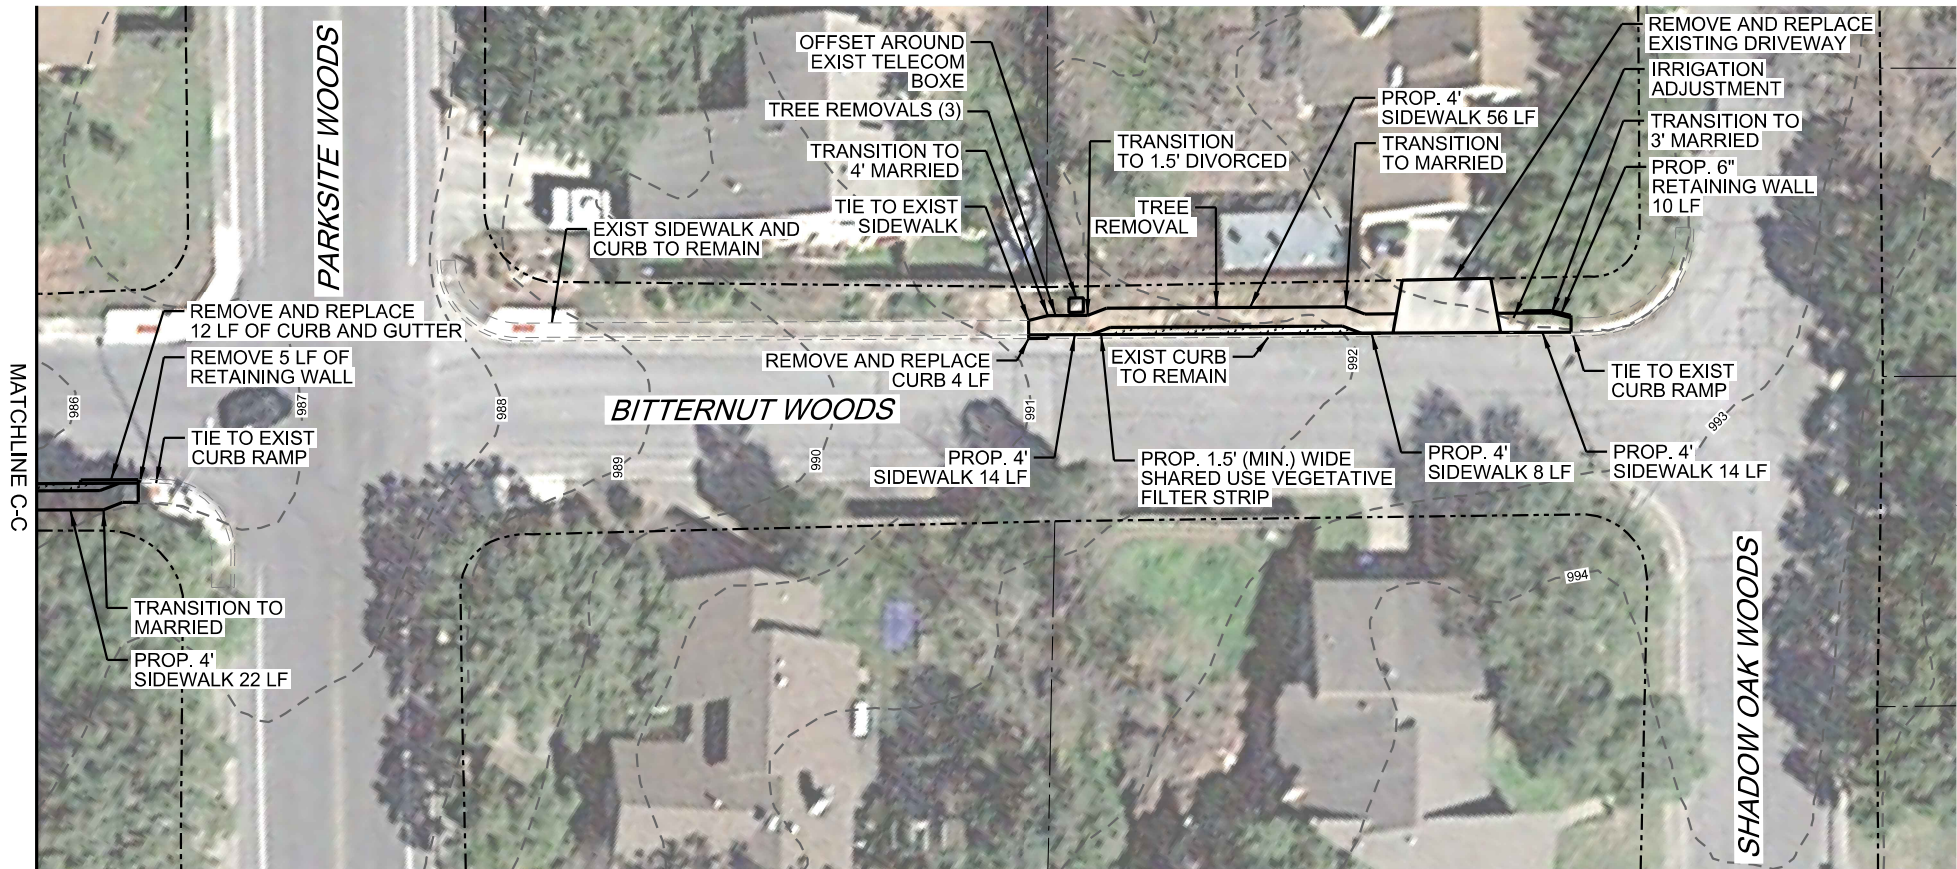 PARKSITE WOODS
OFFSET AROUND
EXIST TELECOM
BOXE
TREE REMOVALS (3)
TRANSITION TO
4' MARRIED
TIE TO EXIST
SIDEWALK
EXIST SIDEWALK AND
CURB TO REMAIN
TRANSITION
TO 1.5' DIVORCED
TREE
REMOVAL
PROP. 4'
SIDEWALK 56 LF
TRANSITION
TO MARRIED
REMOVE AND REPLACE
EXISTING DRIVEWAY
IRRIGATION
ADJUSTMENT
TRANSITION TO
3' MARRIED
PROP. 6"
RETAINING WALL
10 LF
REMOVE AND REPLACE
12 LF OF CURB AND GUTTER
REMOVE 5 LF OF
RETAINING WALL
TIE TO EXIST
CURB RAMP
MATCHLINE C-C
986
987
988
989
990
991
992
993
994
BITTERNUT WOODS
REMOVE AND REPLACE
CURB 4 LF
EXIST CURB
TO REMAIN
TIE TO EXIST
CURB RAMP
PROP. 4'
SIDEWALK 14 LF
PROP. 1.5' (MIN.) WIDE
SHARED USE VEGETATIVE
FILTER STRIP
PROP. 4'
SIDEWALK 8 LF
PROP. 4'
SIDEWALK 14 LF
TRANSITION TO
MARRIED
PROP. 4'
SIDEWALK 22 LF
SHADOW OAK WOODS